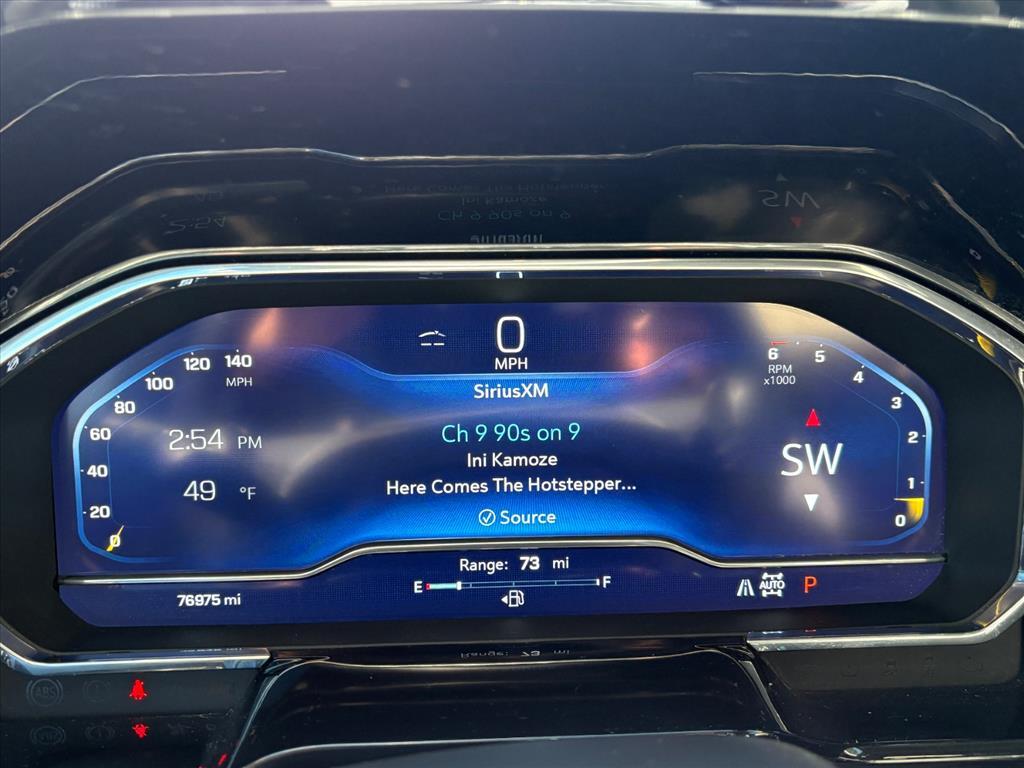 0
MPH
SiriusXM
Ch 9 90s on 9
Ini Kamoze
Here Comes The Hotstepper...
Source
140
120
100
80
60
40
20
0
MPH
2:54 PM
49 °F
6
5
4
3
2
1
0
RPM
x1000
SW
Range: 73 mi
E
F
76975 mi
AUTO
P
ABS